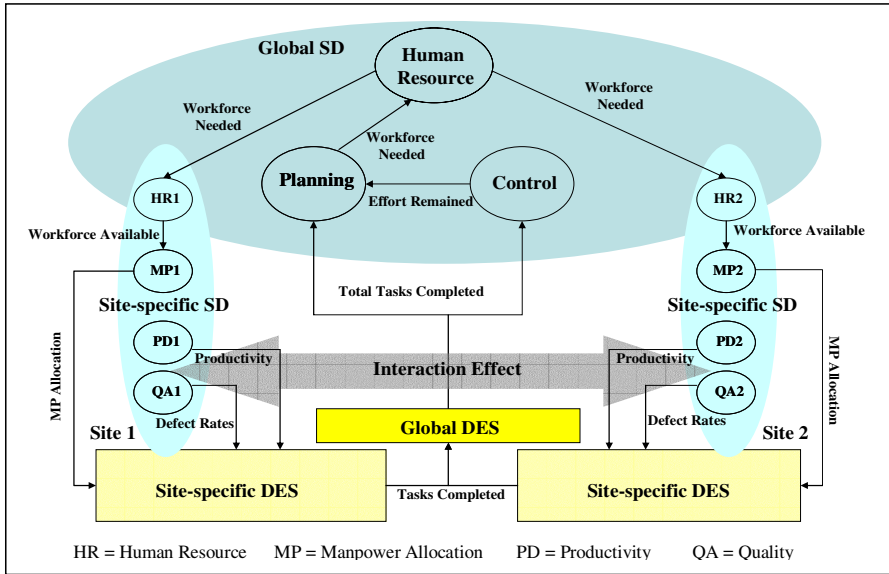 Global SD
Human
Resource
Workforce
Needed
Workforce
Needed
Workforce
Needed
Planning
Control
Effort Remained
HR1
HR2
Workforce Available
Workforce Available
MP1
MP2
Total Tasks Completed
Site-specific SD
Site-specific SD
PD1
PD2
Productivity
Productivity
Interaction Effect
MP Allocation
MP Allocation
QA1
QA2
Defect Rates
Defect Rates
Site 1
Global DES
Site 2
Site-specific DES
Tasks Completed
Site-specific DES
HR = Human Resource MP = Manpower Allocation PD = Productivity QA = Quality